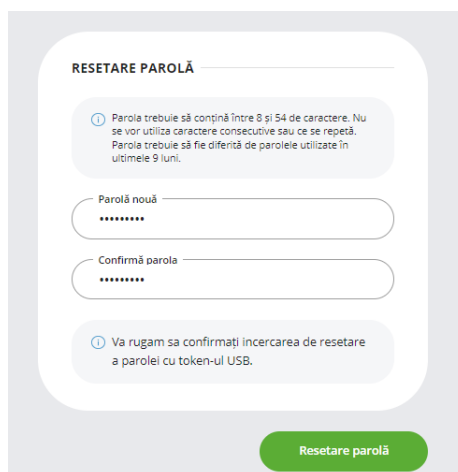 RESETARE PAROLĂ
Parola trebuie să conțină între 8 și 54 de caractere. Nu
se vor utiliza caractere consecutive sau ce se repetă.
Parola trebuie să fie diferită de parolele utilizate în
ultimele 9 luni.
Parolă nouă
•••••••••
Confirmă parola
•••••••••
Va rugam sa confirmați incercarea de resetare
a parolei cu token-ul USB.
Resetare parolă